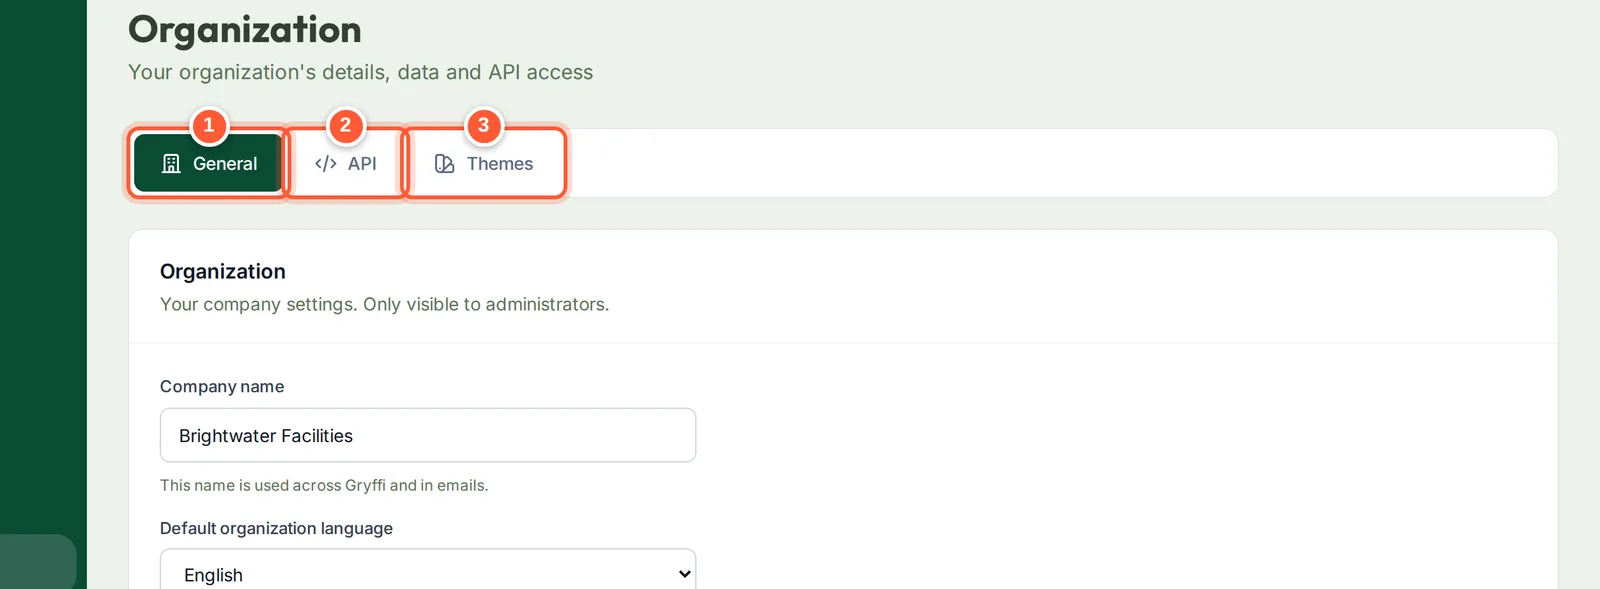 Organization
Your organization's details, data and API access
1
2
3
General
</> API
Themes
Organization
Your company settings. Only visible to administrators.
Company name
Brightwater Facilities
This name is used across Gryffi and in emails.
Default organization language
English